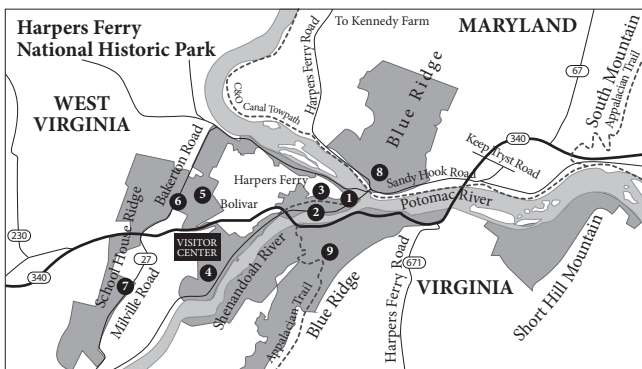 Harpers Ferry
National Historic Park
To Kennedy Farm
MARYLAND
Harpers Ferry Road
67
South Mountain
Appalachian Trail
WEST
VIRGINIA
C&O
Canal Towpath
Blue Ridge
Keep Tryst Road
340
Bakerton Road
Harpers Ferry
8
Sandy Hook Road
3
1
Potomac River
6
5
Bolivar
2
230
School House Ridge
27
VISITOR
CENTER
4
Shenandoah River
9
340
7
Millville Road
Appalachian Trail
Blue Ridge
Harpers Ferry Road
671
VIRGINIA
Short Hill Mountain